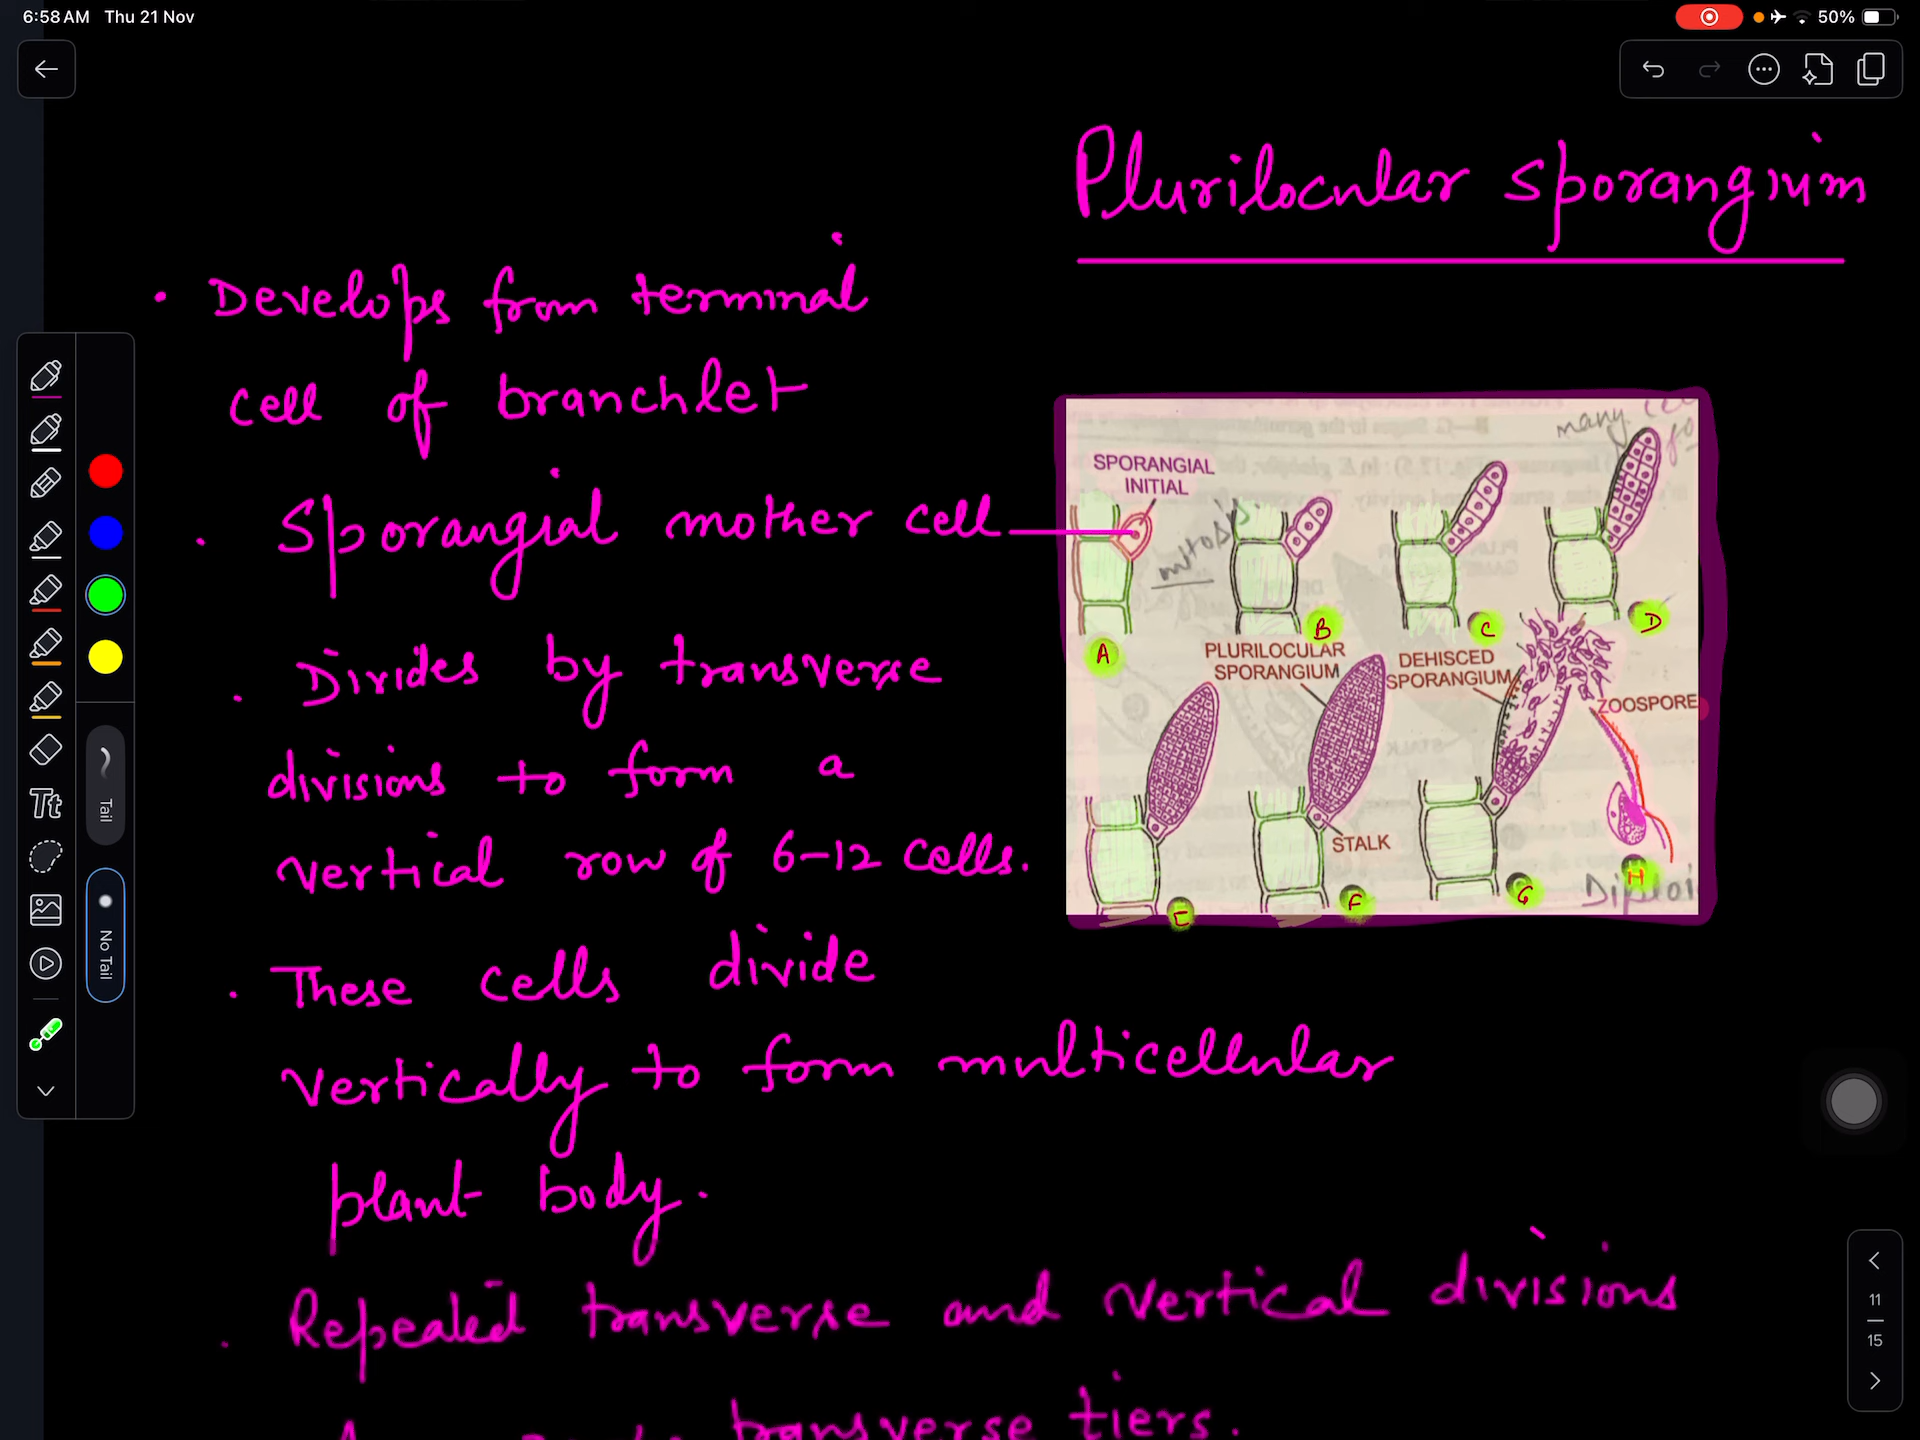 6:58 AM Thu 21 Nov
50%
Plurilocular sporangium
• Develops from terminal
cell of branchlet
• Sporangial mother cell
• Divides by transverse
divisions to form a
vertical row of 6-12 cells.
• These cells divide
vertically to form multicellular
plant body.
• Repeated transverse and vertical divisions
transverse tiers.
many
SPORANGIAL
INITIAL
mitosis.
A
B
C
D
PLURILOCULAR
SPORANGIUM
DEHISCED
SPORANGIUM
ZOOSPORE
STALK
E
F
G
H
Diploi
Tt
Tail
No Tail
11
15